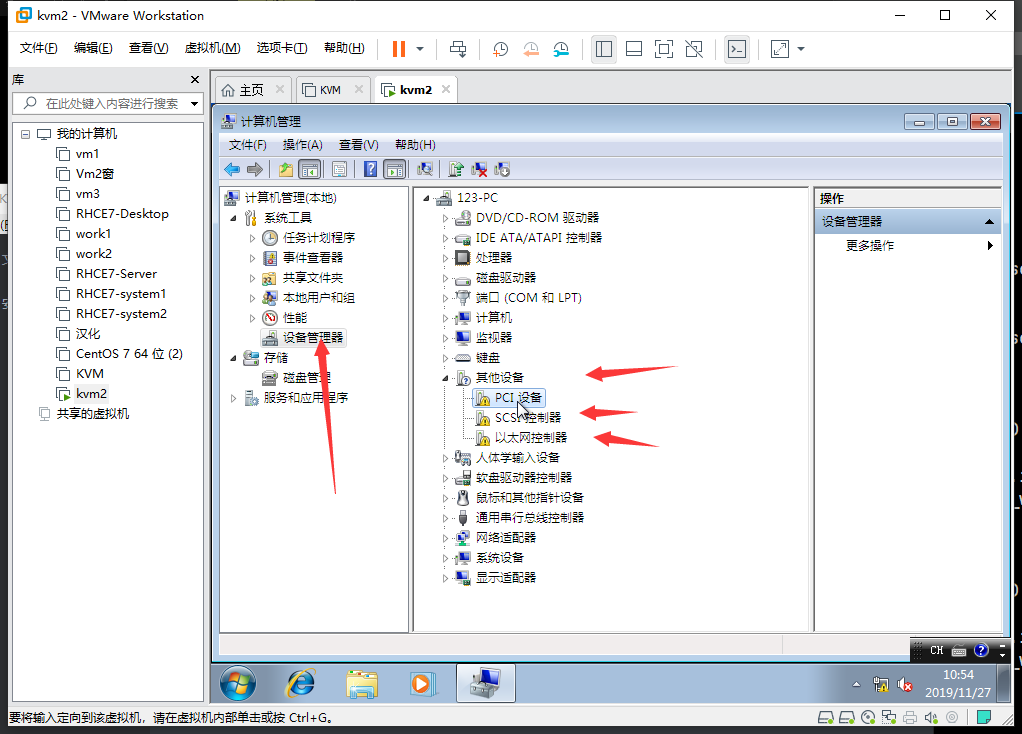 kvm2 - VMware Workstation
文件(F) 编辑(E) 查看(V) 虚拟机(M) 选项卡(T) 帮助(H)
库
在此处键入内容进行搜索
我的计算机
vm1
Vm2窗
vm3
RHCE7-Desktop
work1
work2
RHCE7-Server
RHCE7-system1
RHCE7-system2
汉化
CentOS 7 64 位 (2)
KVM
kvm2
共享的虚拟机
主页 KVM kvm2
计算机管理
文件(F) 操作(A) 查看(V) 帮助(H)
计算机管理(本地)
系统工具
任务计划程序
事件查看器
共享文件夹
本地用户和组
性能
设备管理器
存储
磁盘管理
服务和应用程序
123-PC
DVD/CD-ROM 驱动器
IDE ATA/ATAPI 控制器
处理器
磁盘驱动器
端口 (COM 和 LPT)
计算机
监视器
键盘
其他设备
PCI 设备
SCSI 控制器
以太网控制器
人体学输入设备
软盘驱动器控制器
鼠标和其他指针设备
通用串行总线控制器
网络适配器
系统设备
显示适配器
操作
设备管理器
更多操作
CH
10:54
2019/11/27
要将输入定向到该虚拟机，请在虚拟机内部单击或按 Ctrl+G。